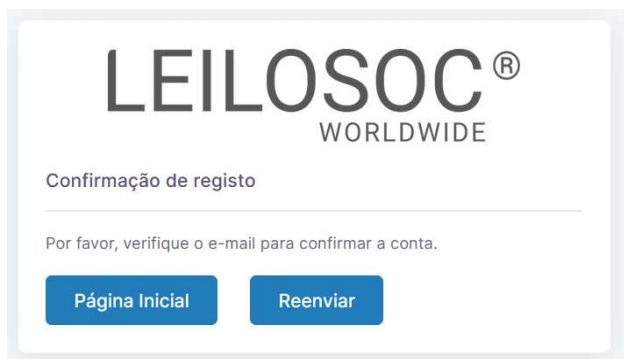 LEILOSOC®
WORLDWIDE
Confirmação de registo
Por favor, verifique o e-mail para confirmar a conta.
Página Inicial
Reenviar